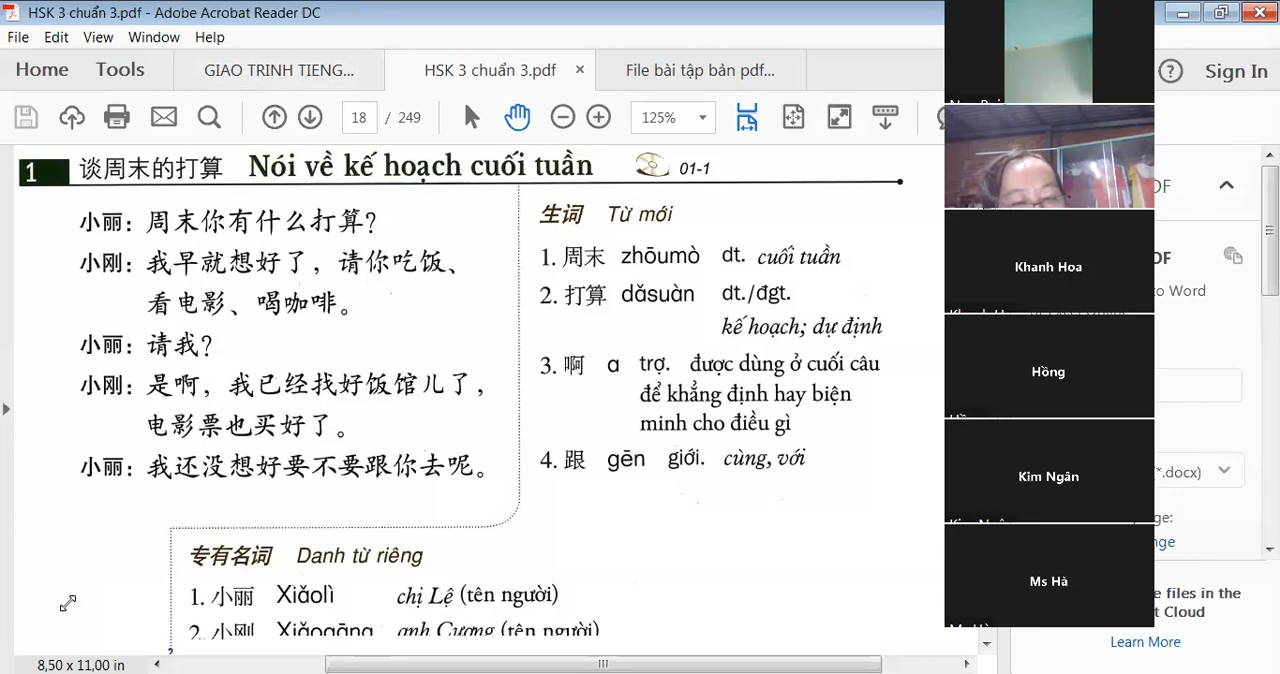 HSK 3 chuẩn 3.pdf - Adobe Acrobat Reader DC
File Edit View Window Help
Home Tools GIAO TRINH TIENG... HSK 3 chuẩn 3.pdf × File bài tập bản pdf... ? Sign In
18 / 249 125%
1 谈周末的打算 Nói về kế hoạch cuối tuần 01-1
小丽：周末你有什么打算？
小刚：我早就想好了，请你吃饭、
看电影、喝咖啡。
小丽：请我？
小刚：是啊，我已经找好饭馆儿了，
电影票也买好了。
小丽：我还没想好要不要跟你去呢。
生词 Từ mới
1. 周末 zhōumò dt. cuối tuần
2. 打算 dǎsuàn dt./đgt.
kế hoạch; dự định
3. 啊 a trợ. được dùng ở cuối câu
để khẳng định hay biện
minh cho điều gì
4. 跟 gēn giới. cùng, với
专有名词 Danh từ riêng
1. 小丽 Xiǎolì chị Lệ (tên người)
2. 小刚 Xiǎogāng anh Cương (tên người)
8,50 x 11,00 in
Khanh Hoa
Hồng
Kim Ngân
Ms Hà
DF
DF
to Word
*.docx)
ge:
nge
e files in the
t Cloud
Learn More